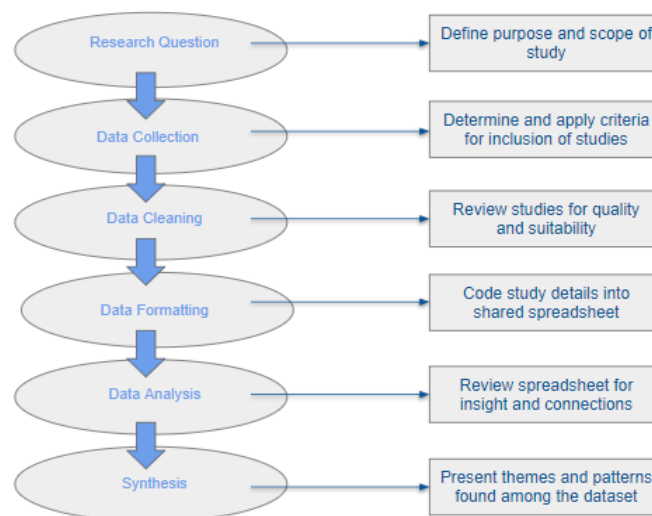 Research Question
Define purpose and scope of
study
Data Collection
Determine and apply criteria
for inclusion of studies
Data Cleaning
Review studies for quality
and suitability
Data Formatting
Code study details into
shared spreadsheet
Data Analysis
Review spreadsheet for
insight and connections
Synthesis
Present themes and patterns
found among the dataset